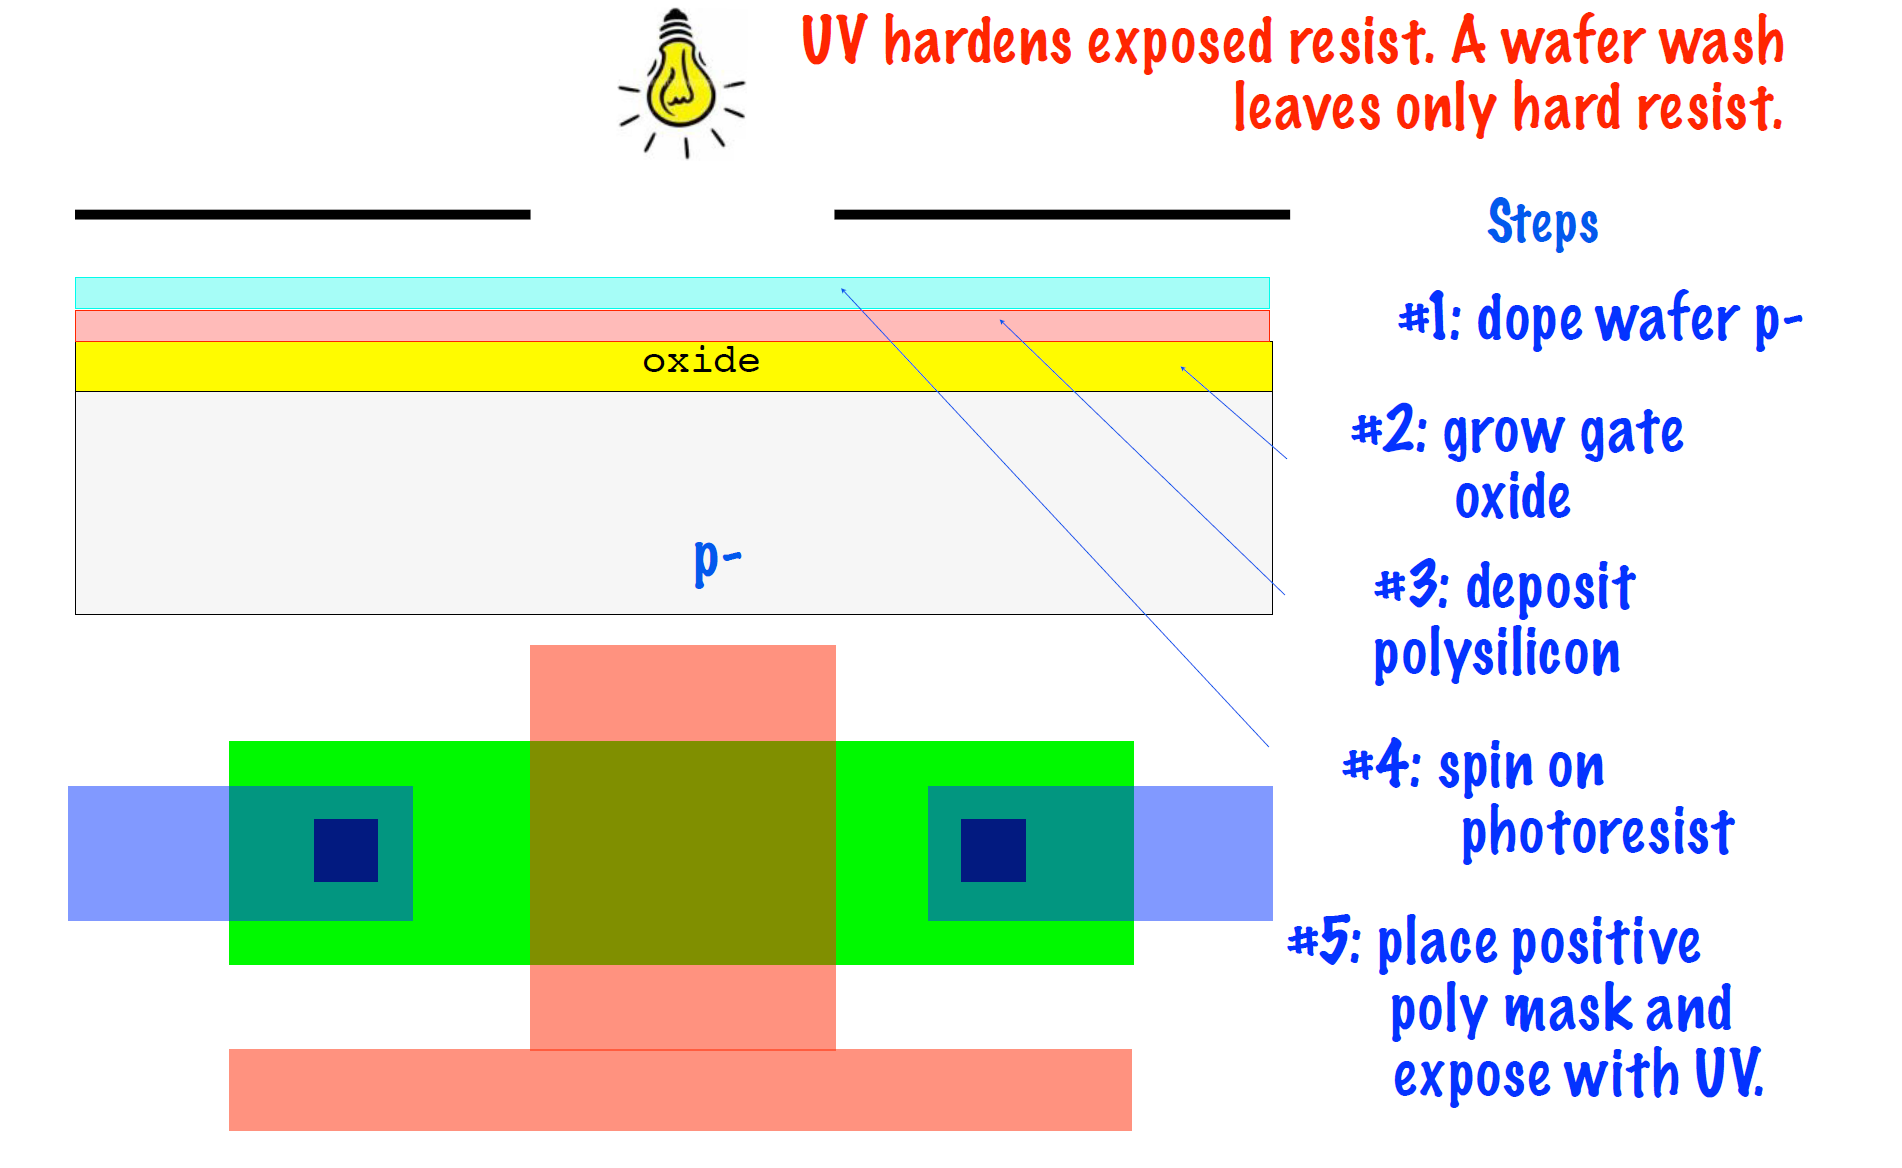 UV hardens exposed resist. A wafer wash
leaves only hard resist.
Steps
#1: dope wafer p-
oxide
#2: grow gate
oxide
p-
#3: deposit
polysilicon
#4: spin on
photoresist
#5: place positive
poly mask and
expose with UV.